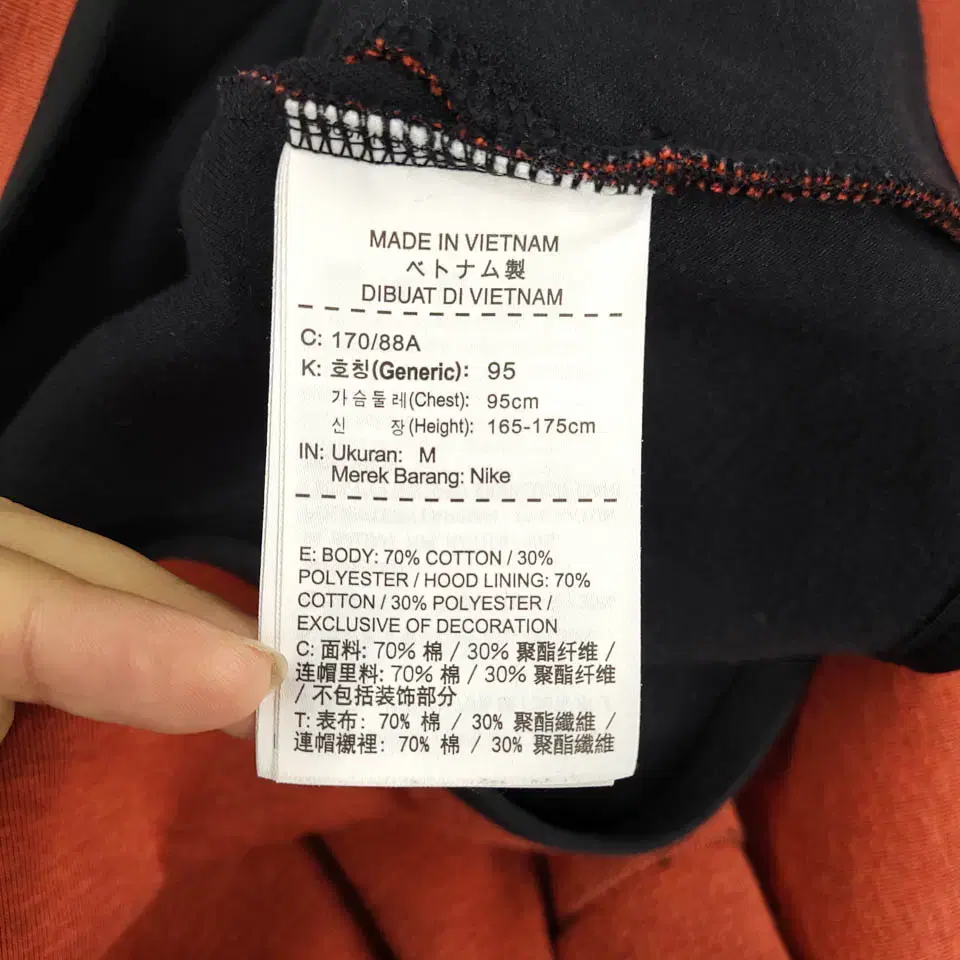 MADE IN VIETNAM
ベトナム製
DIBUAT DI VIETNAM
C: 170/88A
K: 호칭(Generic): 95
가슴둘레(Chest): 95cm
신 장(Height): 165-175cm
IN: Ukuran: M
Merek Barang: Nike
E: BODY: 70% COTTON / 30%
POLYESTER / HOOD LINING: 70%
COTTON / 30% POLYESTER /
EXCLUSIVE OF DECORATION
C: 面料: 70% 棉 / 30% 聚酯纤维 /
连帽里料: 70% 棉 / 30% 聚酯纤维
/ 不包括装饰部分
T: 表布: 70% 棉 / 30% 聚酯纖維 /
連帽襯裡: 70% 棉 / 30% 聚酯纖維